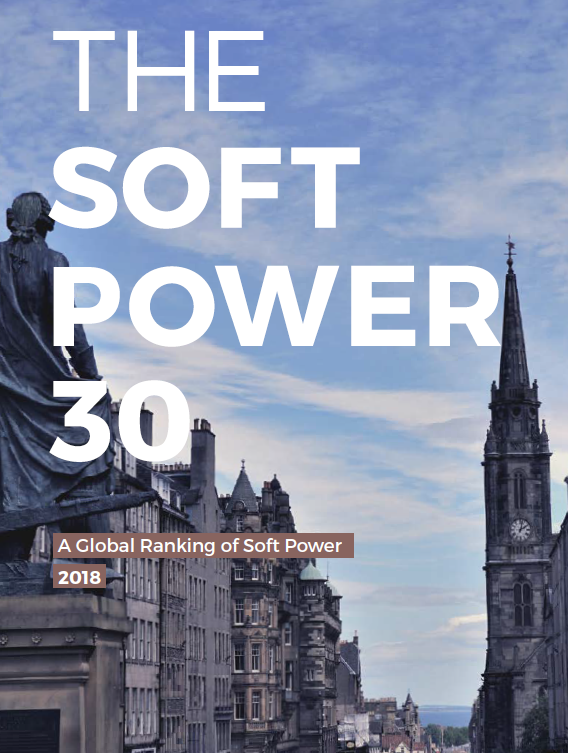 THE
SOFT
POWER
30
A Global Ranking of Soft Power
2018